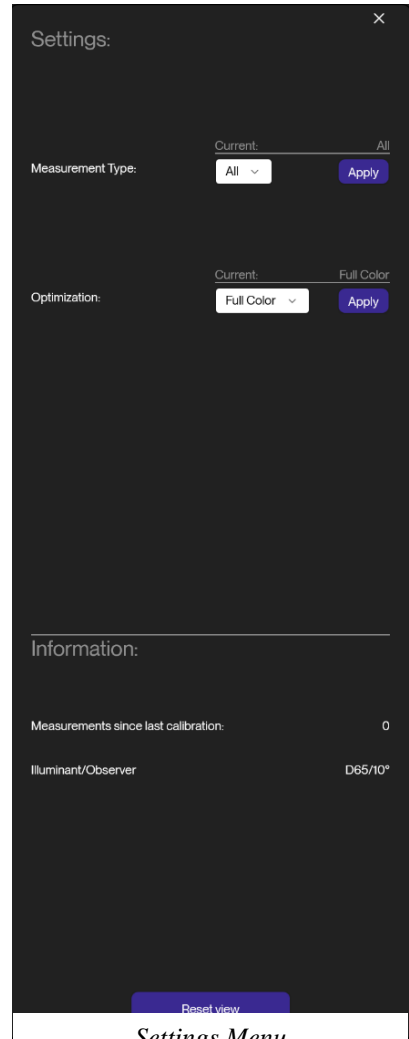 ×
Settings:
Current: All
Measurement Type: All Apply
Current: Full Color
Optimization: Full Color Apply
Information:
Measurements since last calibration: 0
Illuminant/Observer D65/10°
Reset view
Settings Menu